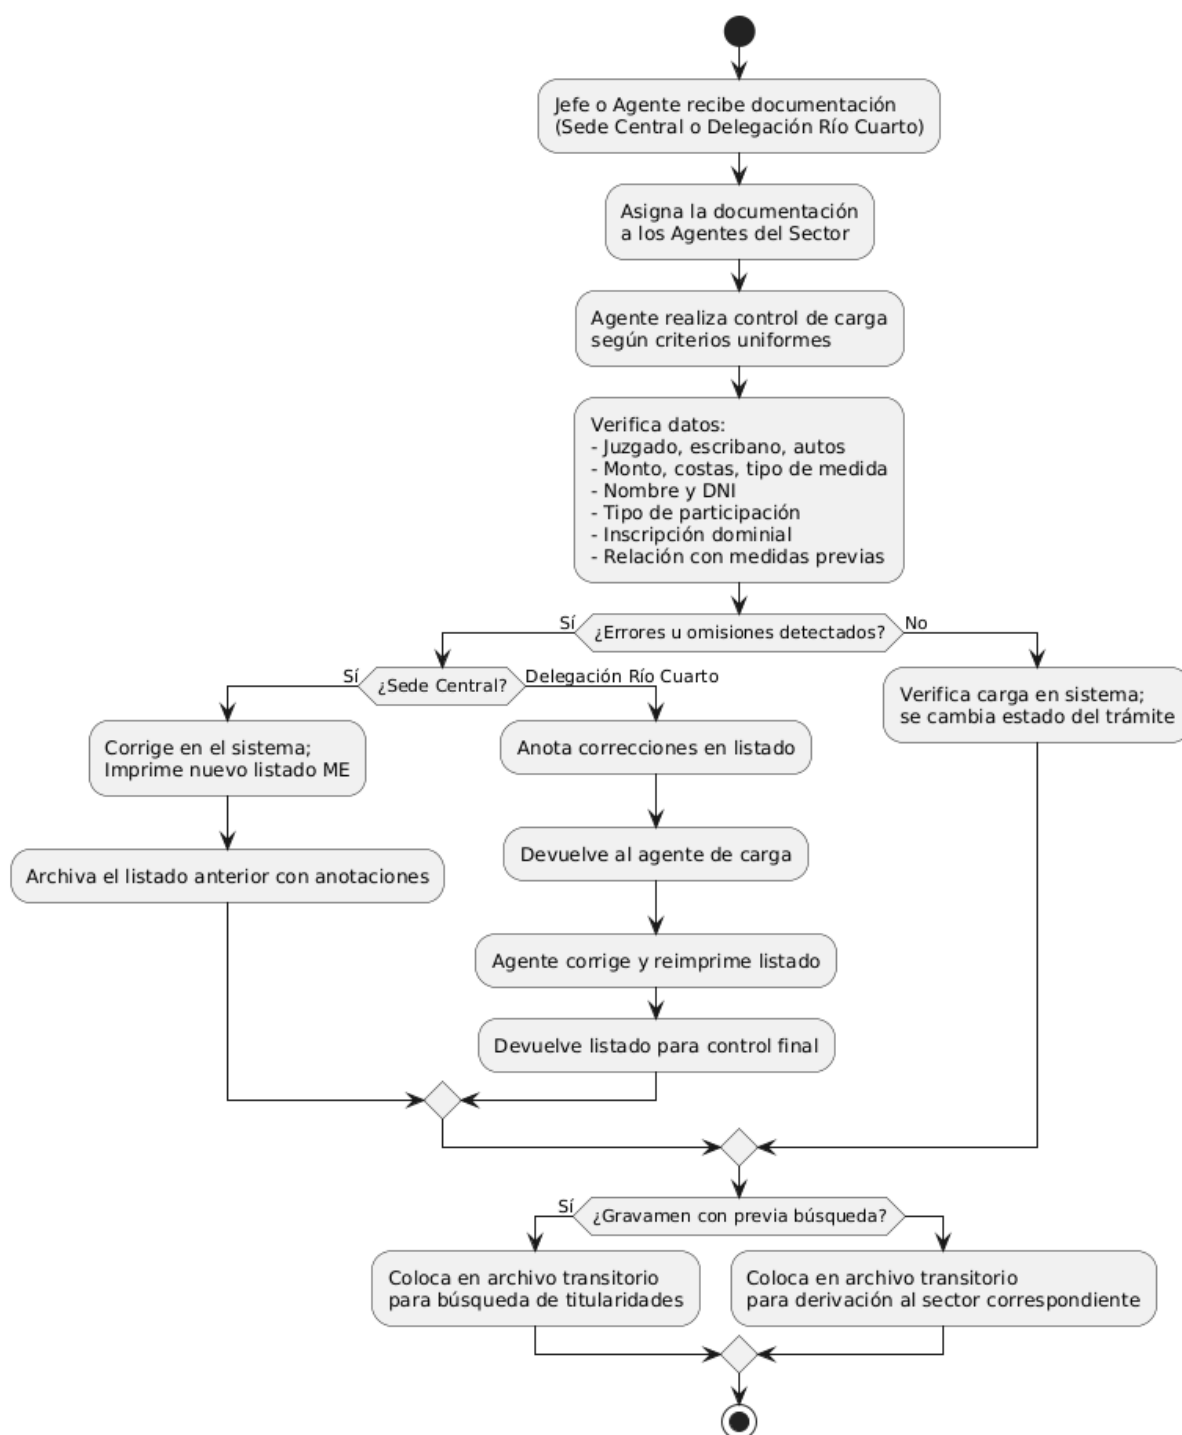 Jefe o Agente recibe documentación
(Sede Central o Delegación Río Cuarto)
Asigna la documentación
a los Agentes del Sector
Agente realiza control de carga
según criterios uniformes
Verifica datos:
- Juzgado, escribano, autos
- Monto, costas, tipo de medida
- Nombre y DNI
- Tipo de participación
- Inscripción dominial
- Relación con medidas previas
Sí
¿Errores u omisiones detectados?
No
Sí
¿Sede Central?
Delegación Río Cuarto
Corrige en el sistema;
Imprime nuevo listado ME
Archiva el listado anterior con anotaciones
Anota correcciones en listado
Devuelve al agente de carga
Agente corrige y reimprime listado
Devuelve listado para control final
Verifica carga en sistema;
se cambia estado del trámite
Sí
¿Gravamen con previa búsqueda?
Coloca en archivo transitorio
para búsqueda de titularidades
Coloca en archivo transitorio
para derivación al sector correspondiente